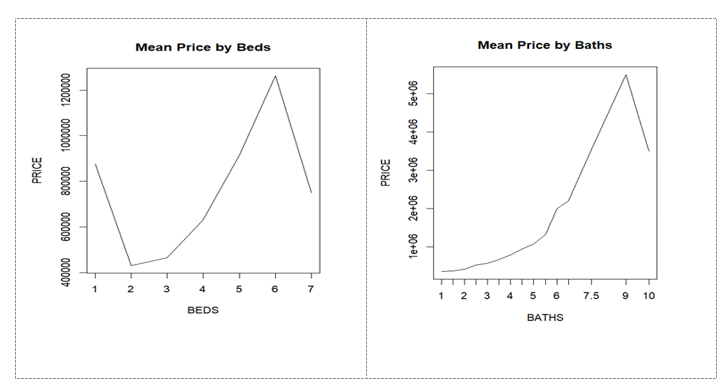 Mean Price by Beds
PRICE
400000 600000 800000 1000000 1200000
1 2 3 4 5 6 7
BEDS
Mean Price by Baths
PRICE
1e+06 2e+06 3e+06 4e+06 5e+06
1 2 3 4 5 6 7.5 9 10
BATHS